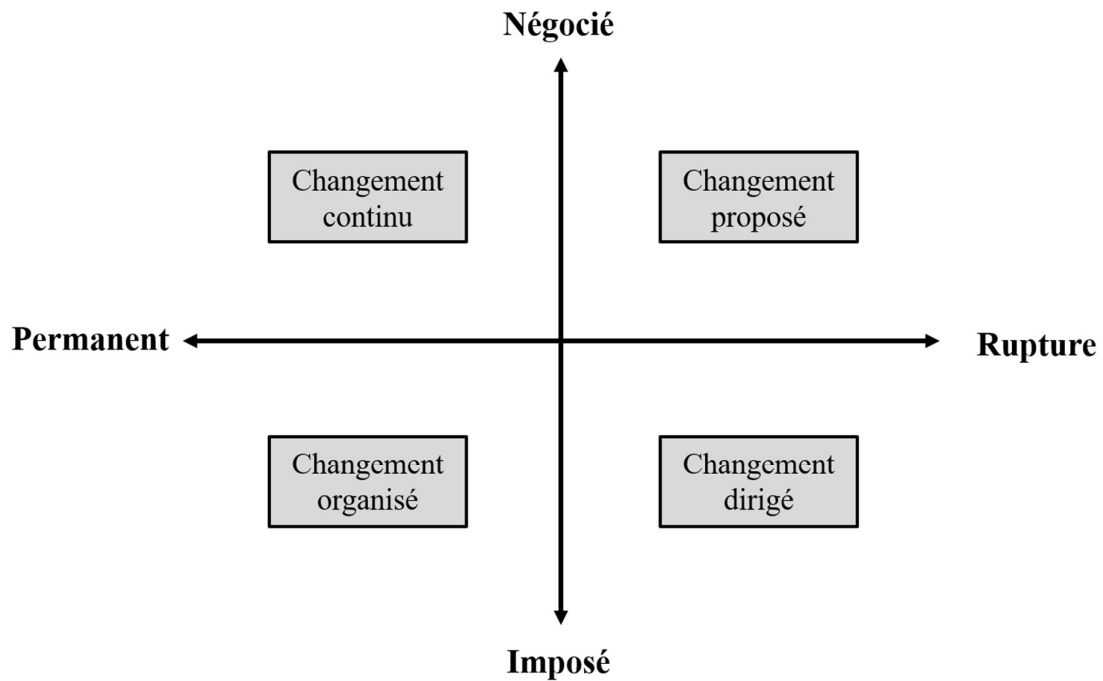 Négocié
Changement
continu
Changement
proposé
Permanent
Rupture
Changement
organisé
Changement
dirigé
Imposé